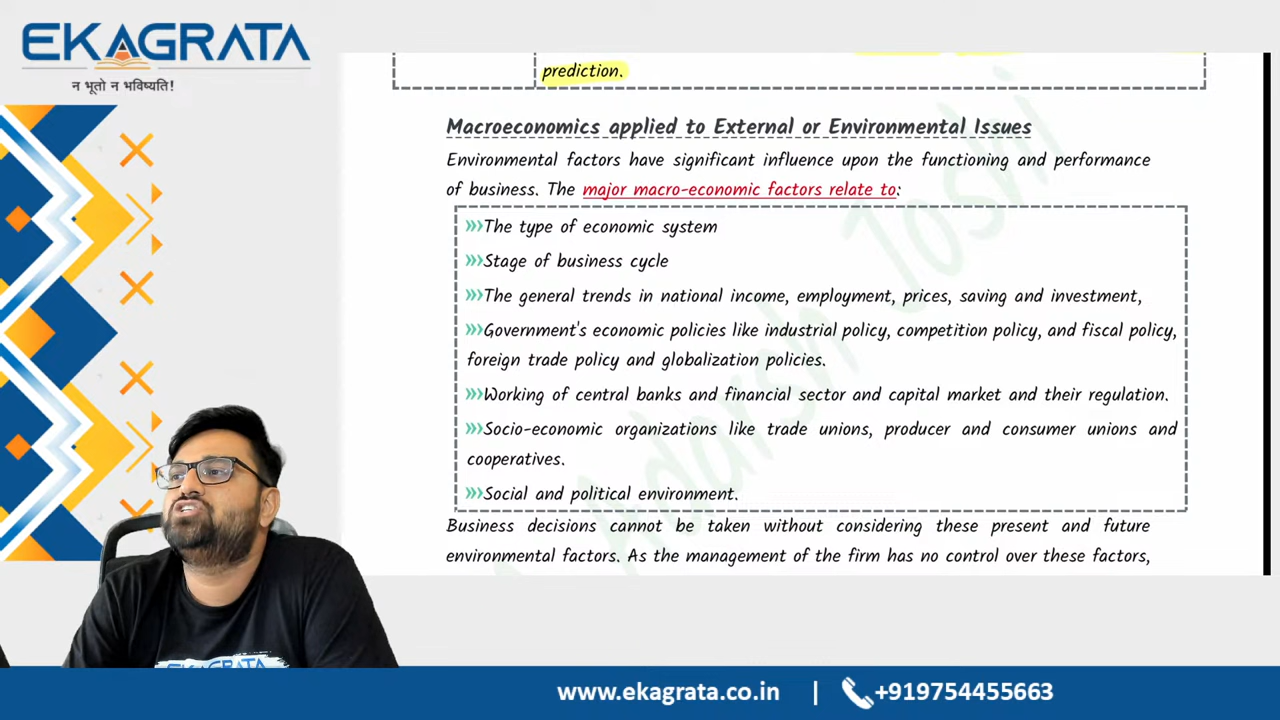 EKAGRATA
न भूतो न भविष्यति!
prediction.
Macroeconomics applied to External or Environmental Issues
Environmental factors have significant influence upon the functioning and performance
of business. The major macro-economic factors relate to:
The type of economic system
Stage of business cycle
The general trends in national income, employment, prices, saving and investment,
Government's economic policies like industrial policy, competition policy, and fiscal policy,
foreign trade policy and globalization policies.
Working of central banks and financial sector and capital market and their regulation.
Socio-economic organizations like trade unions, producer and consumer unions and
cooperatives.
Social and political environment.
Business decisions cannot be taken without considering these present and future
environmental factors. As the management of the firm has no control over these factors,
Adarsh Joshi
EKAGRATA
www.ekagrata.co.in | +919754455663